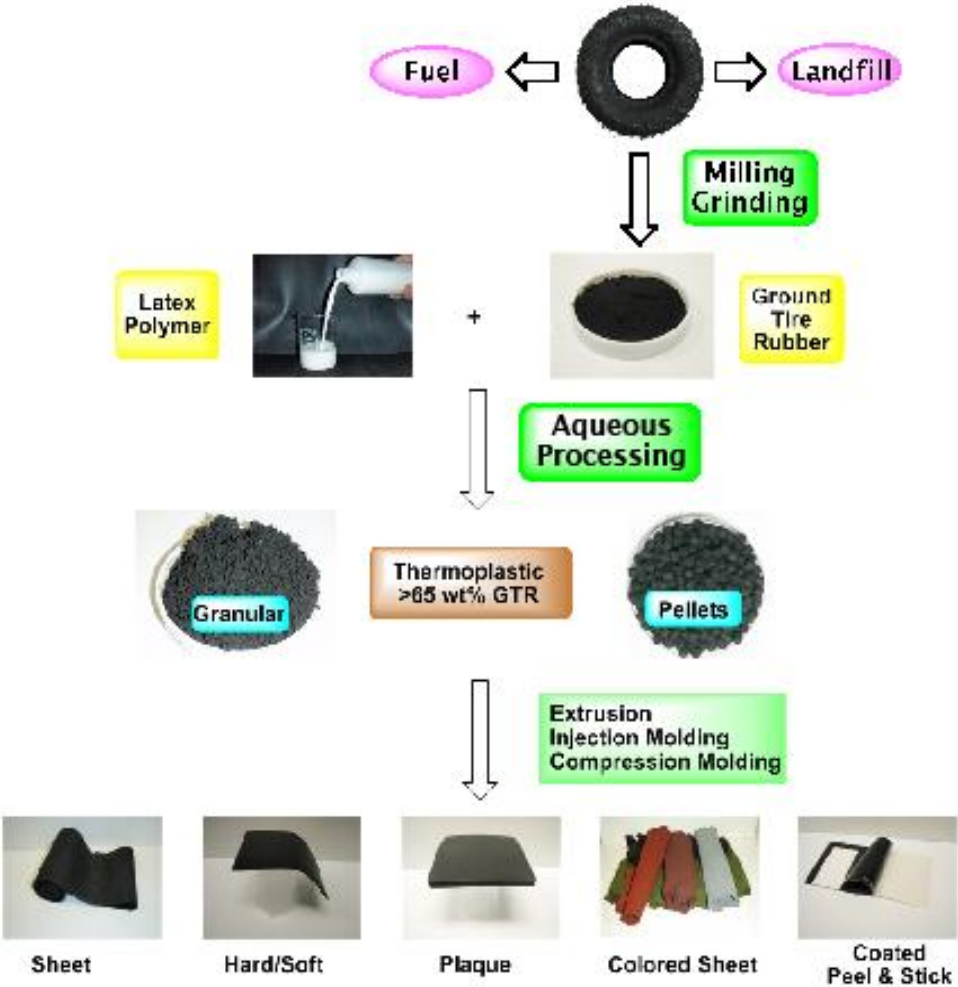 Fuel
Landfill
Milling
Grinding
Latex
Polymer
+
Ground
Tire
Rubber
Aqueous
Processing
Granular
Thermoplastic
>65 wt% GTR
Pellets
Extrusion
Injection Molding
Compression Molding
Sheet
Hard/Soft
Plaque
Colored Sheet
Coated
Peel & Stick